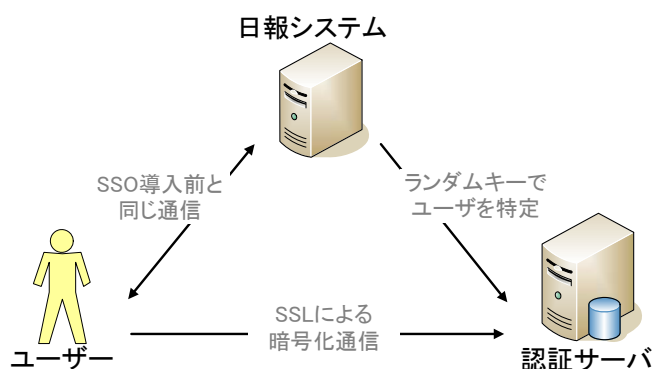 日報システム
SSO導入前と
同じ通信
ランダムキーで
ユーザを特定
SSLによる
暗号化通信
ユーザー
認証サーバ